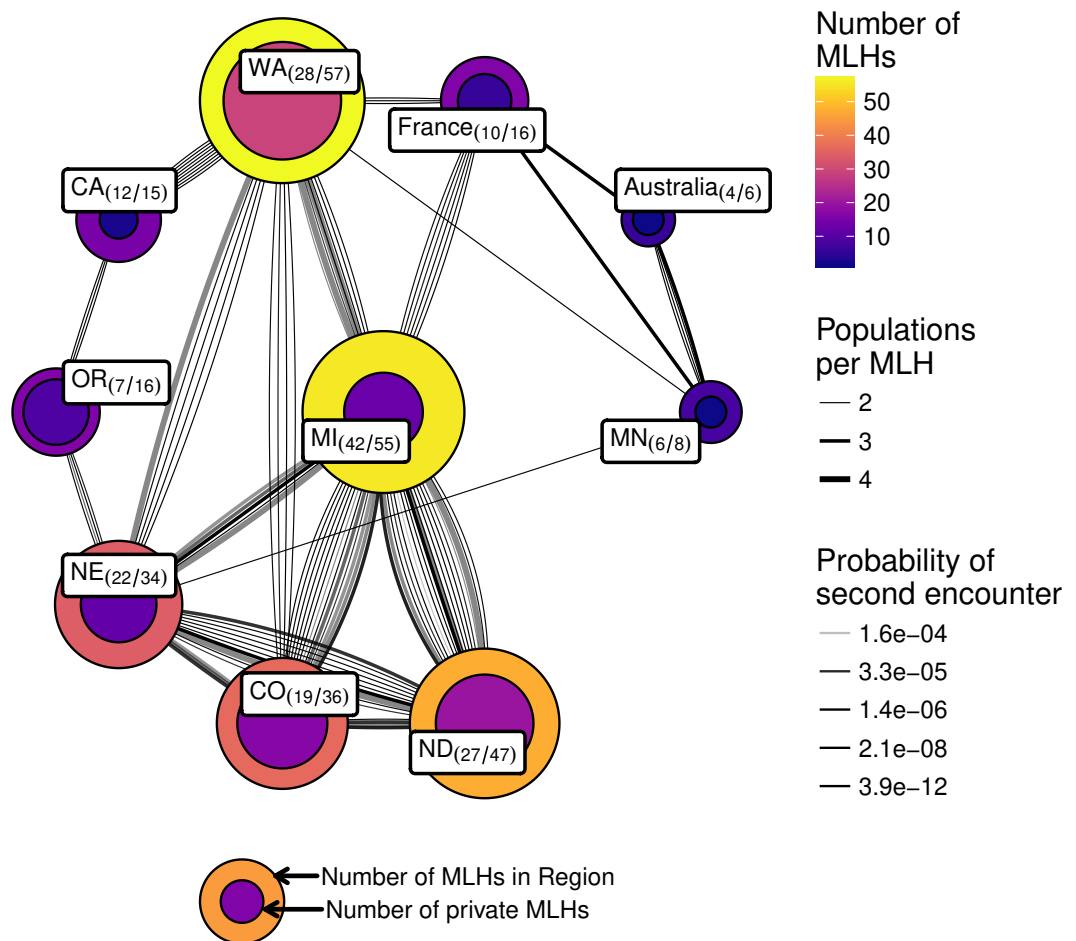 WA(28/57)
France(10/16)
CA(12/15)
Australia(4/6)
OR(7/16)
MI(42/55)
MN(6/8)
NE(22/34)
CO(19/36)
ND(27/47)
Number of MLHs in Region
Number of private MLHs
Number of
MLHs
50
40
30
20
10
Populations
per MLH
2
3
4
Probability of
second encounter
1.6e−04
3.3e−05
1.4e−06
2.1e−08
3.9e−12